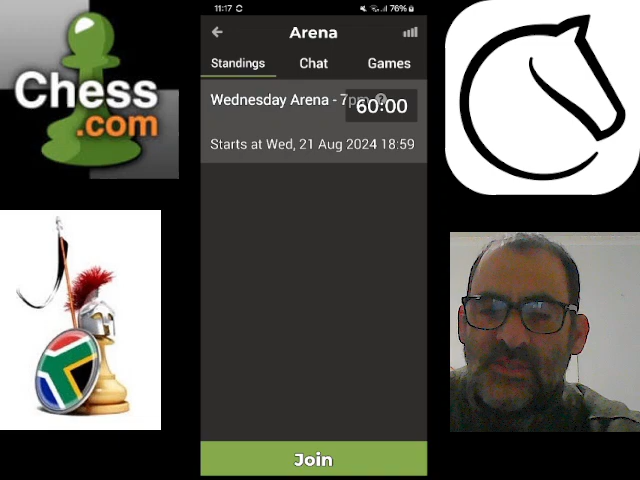 11:17
76%
Arena
Standings
Chat
Games
Wednesday Arena - 7pm
60:00
Starts at Wed, 21 Aug 2024 18:59
Join
Chess
.com